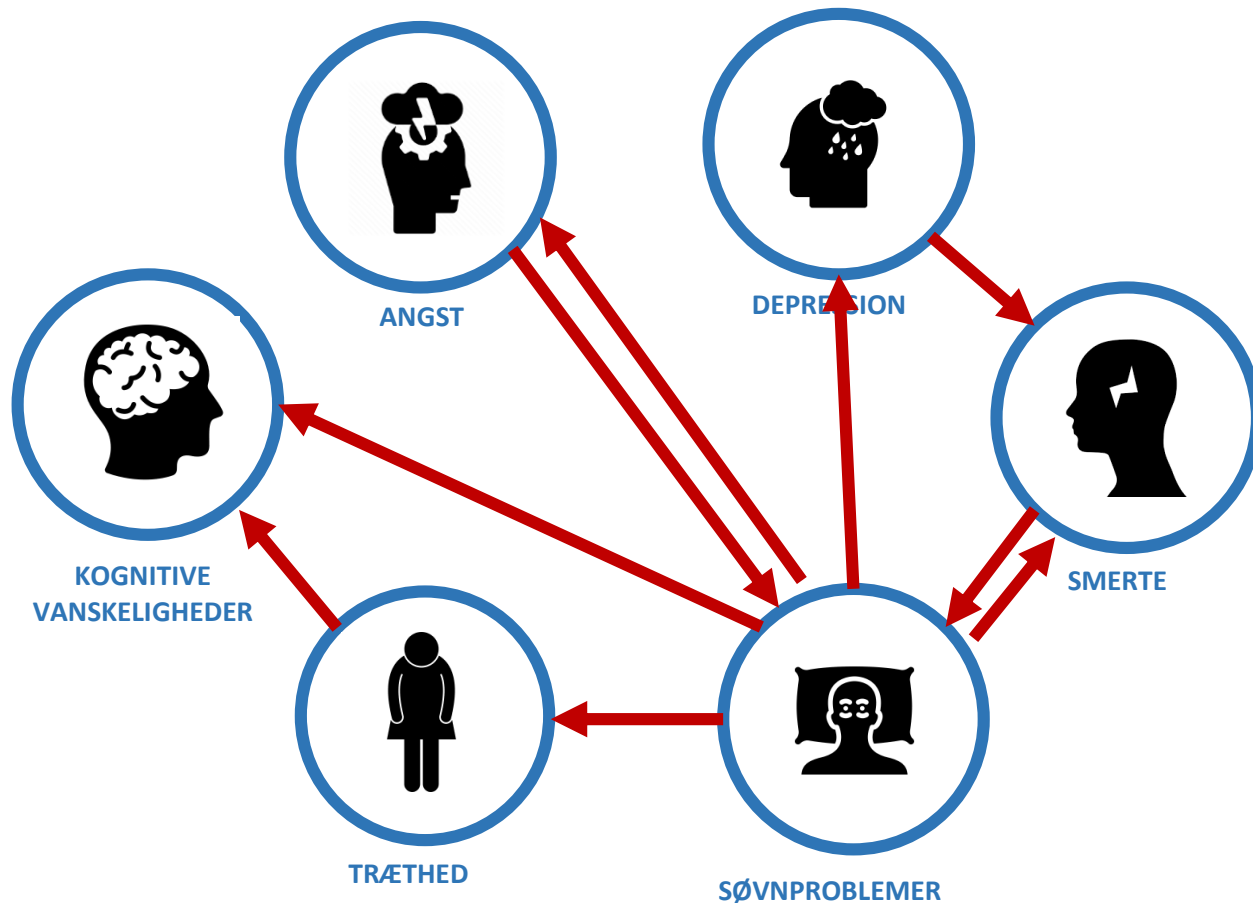 ANGST
DEPRESSION
KOGNITIVE
VANSKELIGHEDER
SMERTE
TRÆTHED
SØVNPROBLEMER